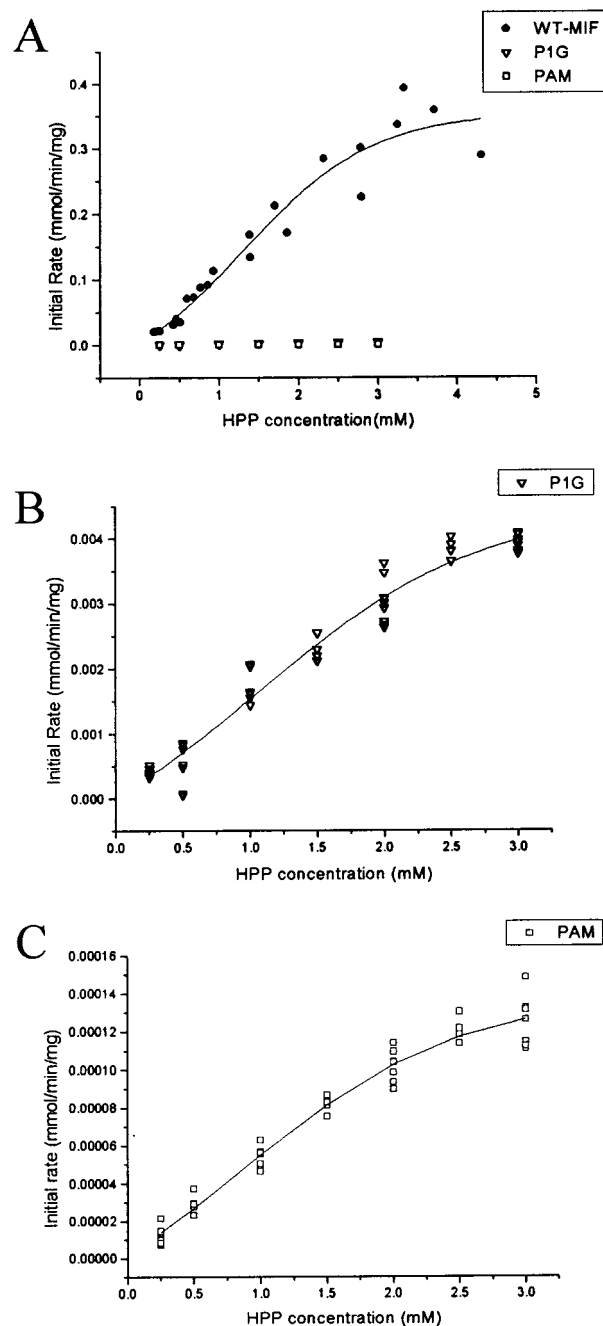 A
WT-MIF
P1G
PAM
0.4
0.3
0.2
0.1
0.0
Initial Rate (mmol/min/mg)
0 1 2 3 4 5
HPP concentration(mM)
B
P1G
0.004
0.003
0.002
0.001
0.000
Initial Rate (mmol/min/mg)
0.0 0.5 1.0 1.5 2.0 2.5 3.0
HPP concentration (mM)
C
PAM
0.00016
0.00014
0.00012
0.00010
0.00008
0.00006
0.00004
0.00002
0.00000
Initial rate (mmol/min/mg)
0.0 0.5 1.0 1.5 2.0 2.5 3.0
HPP concentration (mM)